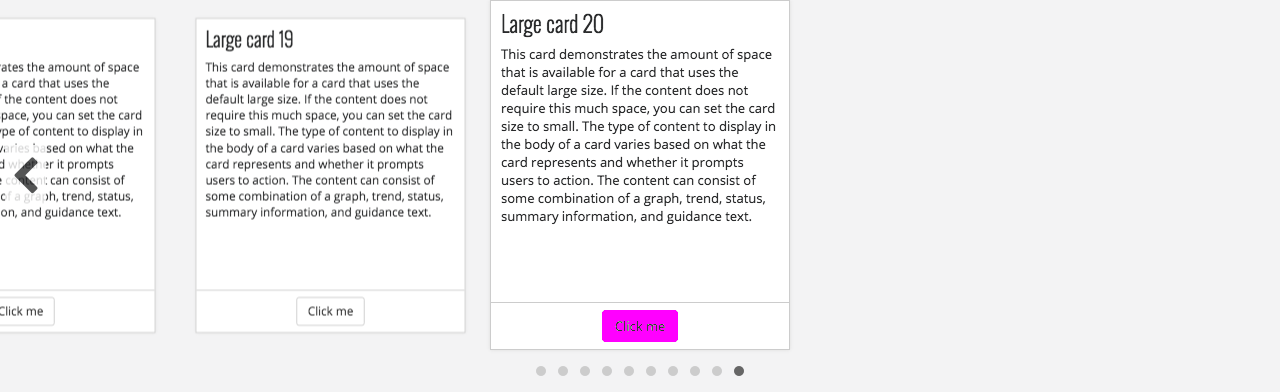 ates the amount of space
a card that uses the
f the content does not
pace, you can set the card
ype of content to display in
varies based on what the
d whether it prompts
content can consist of
of a graph, trend, status,
on, and guidance text.
Click me
Large card 19
This card demonstrates the amount of space
that is available for a card that uses the
default large size. If the content does not
require this much space, you can set the card
size to small. The type of content to display in
the body of a card varies based on what the
card represents and whether it prompts
users to action. The content can consist of
some combination of a graph, trend, status,
summary information, and guidance text.
Click me
Large card 20
This card demonstrates the amount of space
that is available for a card that uses the
default large size. If the content does not
require this much space, you can set the card
size to small. The type of content to display in
the body of a card varies based on what the
card represents and whether it prompts
users to action. The content can consist of
some combination of a graph, trend, status,
summary information, and guidance text.
Click me